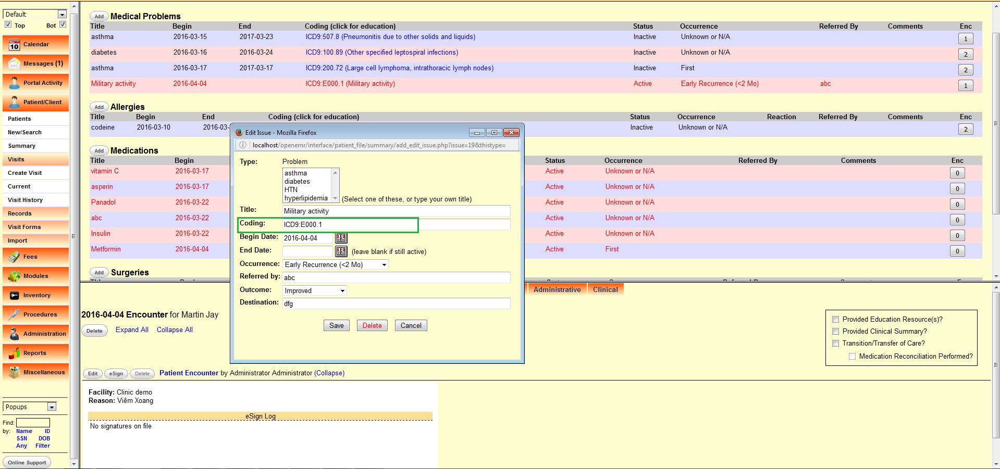 Default
Top Bot
Calendar
Messages (1)
Portal Activity
Patient/Client
Patients
New/Search
Summary
Visits
Create Visit
Current
Visit History
Records
Visit Forms
Import
Fees
Modules
Inventory
Procedures
Administration
Reports
Miscellaneous
Popups
Find:
by: Name ID
SSN DOB
Any Filter
Online Support
Add Medical Problems
Title Begin End Coding (click for education) Status Occurrence Referred By Comments Enc
asthma 2016-03-15 2017-03-23 ICD9:507.8 (Pneumonitis due to other solids and liquids) Inactive Unknown or N/A 1
diabetes 2016-03-16 2016-03-24 ICD9:100.89 (Other specified leptospiral infections) Inactive Unknown or N/A 2
asthma 2016-03-17 2017-03-17 ICD9:200.72 (Large cell lymphoma, intrathoracic lymph nodes) Inactive First 2
Military activity 2016-04-04 ICD9:E000.1 (Military activity) Active Early Recurrence (<2 Mo) abc 1
Add Allergies
Title Begin End Coding (click for education) Status Occurrence Reaction Referred By Comments Enc
codeine 2016-03-10 2016-03- Inactive Unknown or N/A 2
Add Medications
Title Begin Status Occurrence Referred By Comments Enc
vitamin C 2016-03-17 Active Unknown or N/A 0
asperin 2016-03-17 Active Unknown or N/A 0
Panadol 2016-03-22 Active Unknown or N/A 0
abc 2016-03-22 Active Unknown or N/A 0
Insulin 2016-03-22 Active Unknown or N/A 0
Metformin 2016-04-04 Active First 0
Add Surgeries
Edit Issue - Mozilla Firefox
localhost/openemr/interface/patient_file/summary/add_edit_issue.php?issue=19&thistype=
Type: Problem
asthma
diabetes
HTN
hyperlipidemia (Select one of these, or type your own title)
Title: Military activity
Coding: ICD9:E000.1
Begin Date: 2016-04-04
End Date: (leave blank if still active)
Occurrence: Early Recurrence (<2 Mo)
Referred by: abc
Outcome: Improved
Destination: dfg
Save Delete Cancel
Administrative Clinical
2016-04-04 Encounter for Martin Jay
Delete Expand All Collapse All
Provided Education Resource(s)?
Provided Clinical Summary?
Transition/Transfer of Care?
Medication Reconciliation Performed?
Edit eSign Delete Patient Encounter by Administrator Administrator (Collapse)
Facility: Clinic demo
Reason: Viêm Xoang
eSign Log
No signatures on file